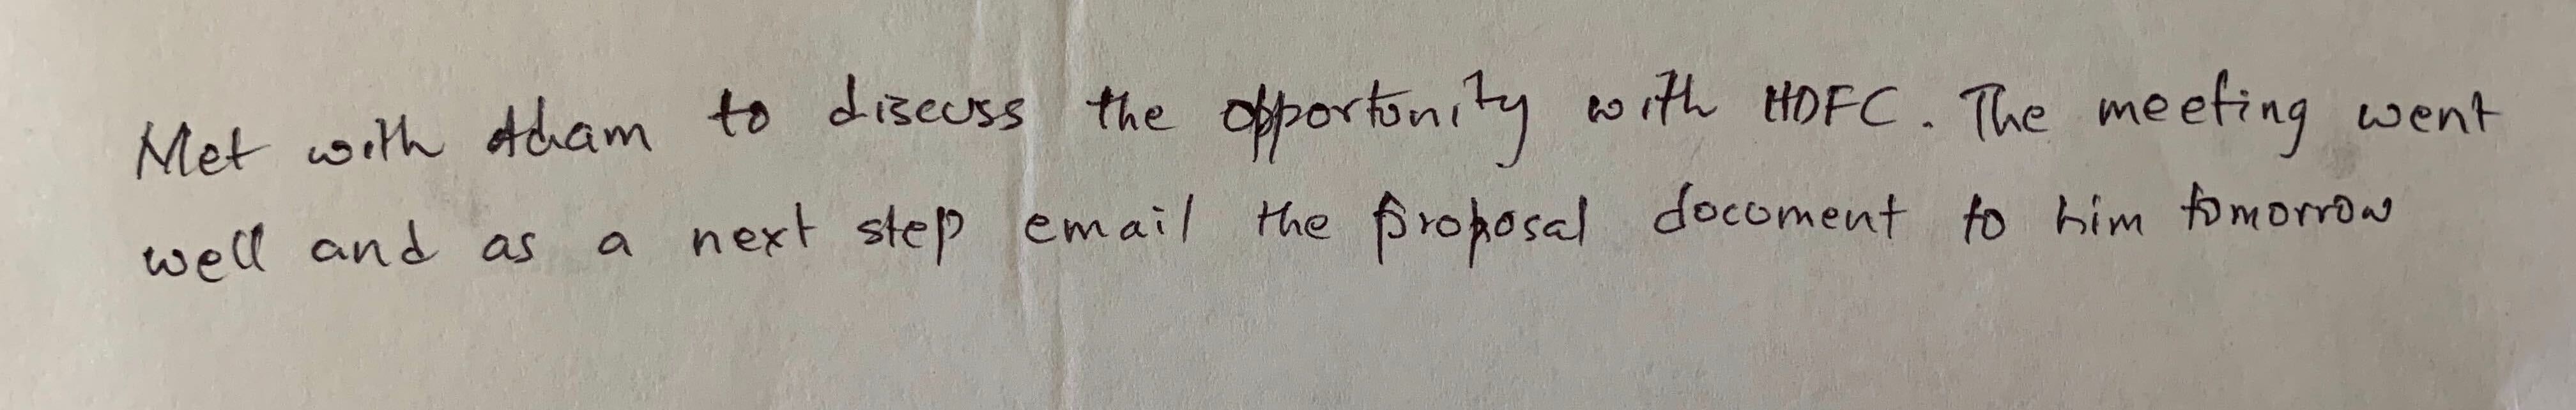 Met with Adam to discuss the opportunity with HDFC. The meeting went
well and as a next step email the proposal document to him tomorrow